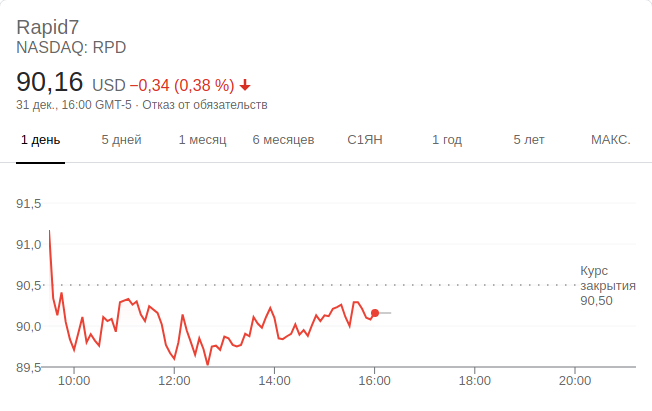 Rapid7
NASDAQ: RPD
90,16 USD −0,34 (0,38 %)
31 дек., 16:00 GMT-5 · Отказ от обязательств
1 день 5 дней 1 месяц 6 месяцев С1ЯН 1 год 5 лет МАКС.
91,5
91,0
90,5
90,0
89,5
Курс
закрытия
90,50
10:00 12:00 14:00 16:00 18:00 20:00